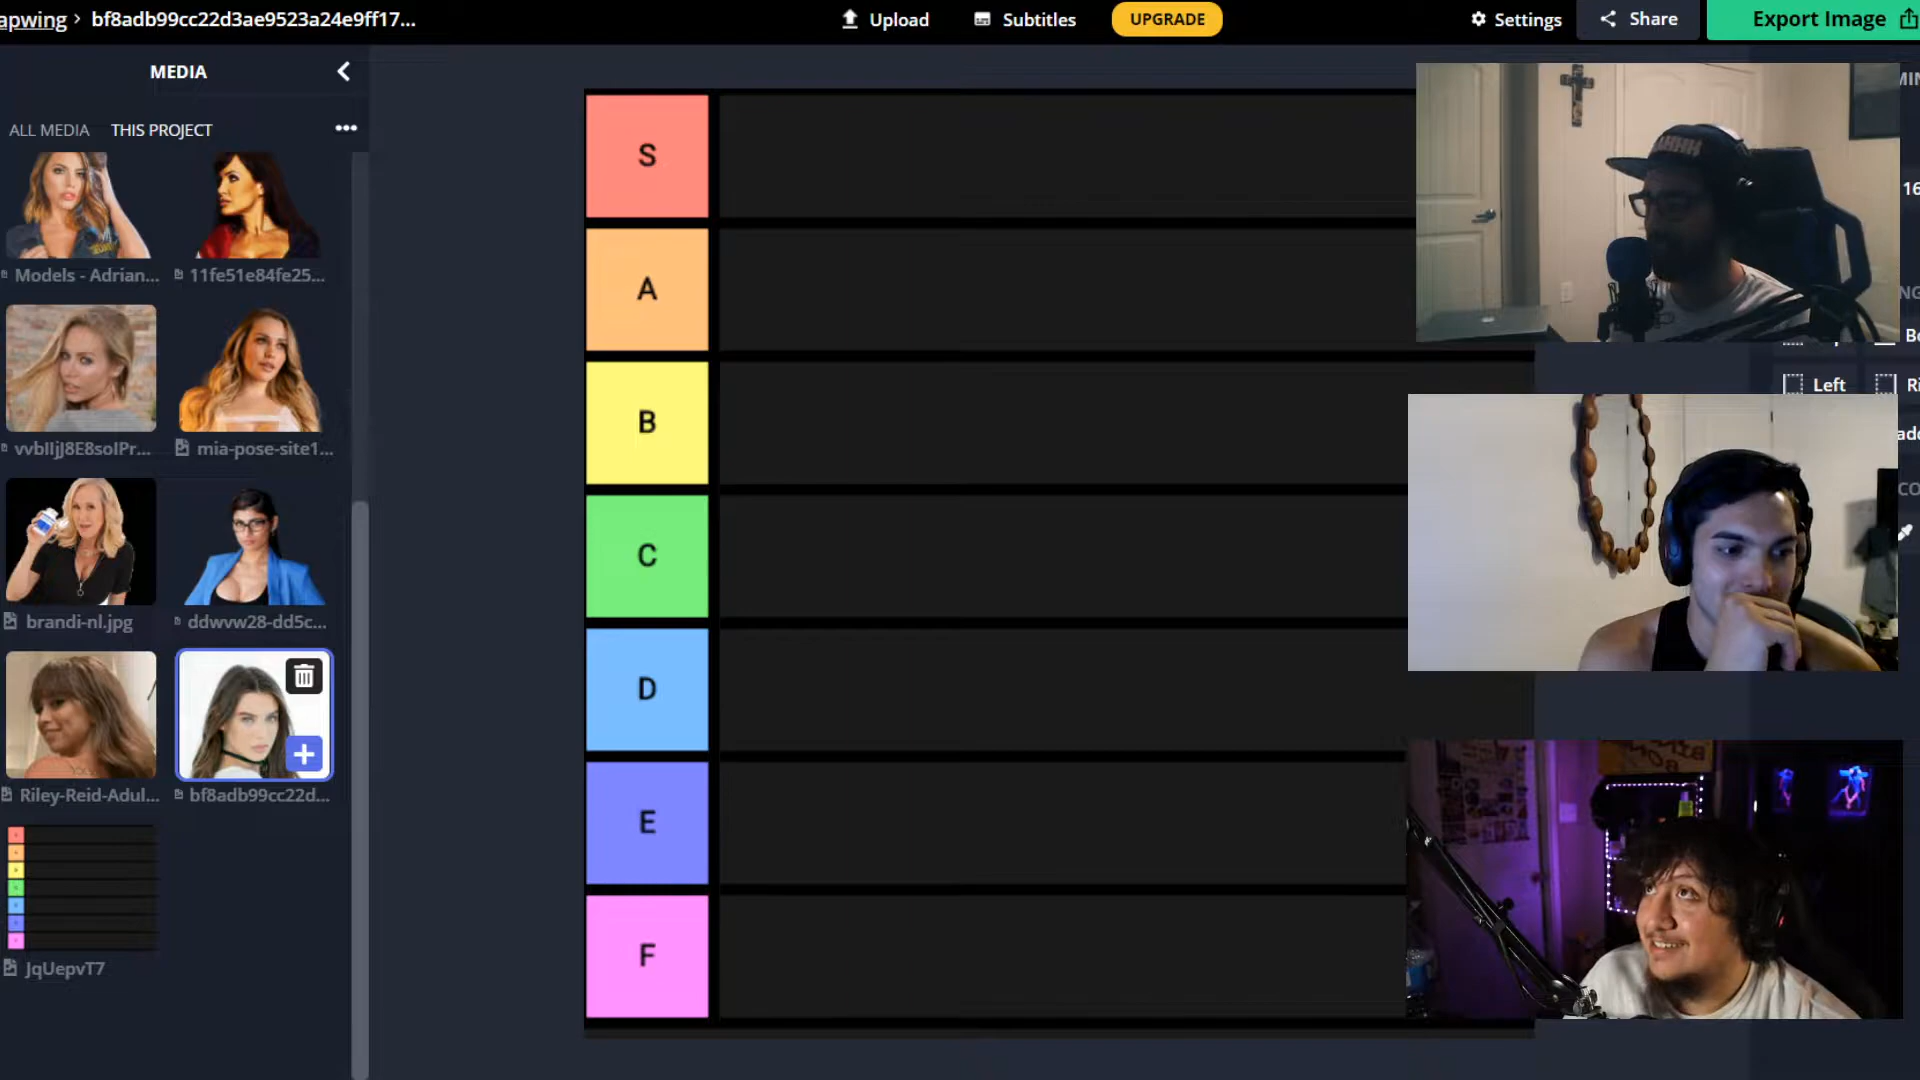 apwing > bf8adb99cc22d3ae9523a24e9ff17...
Upload
Subtitles
UPGRADE
Settings
Share
Export Image
MEDIA
ALL MEDIA
THIS PROJECT
Models - Adrian...
11fe51e84fe25...
mia-pose-site1...
brandi-nl.jpg
ddwvw28-dd5c...
Riley-Reid-Adul...
bf8adb99cc22d...
JqUepvT7
S
A
B
C
D
E
F
16
Left